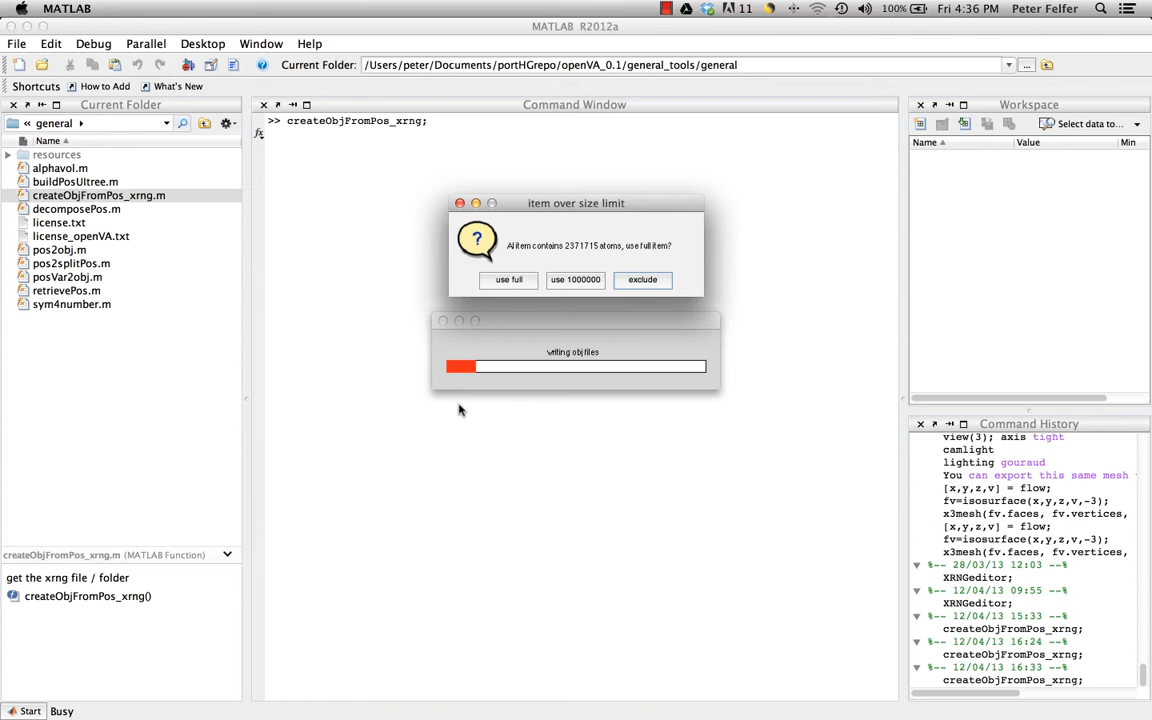 MATLAB
11
100%
Fri 4:36 PM
Peter Felfer
MATLAB R2012a
File Edit Debug Parallel Desktop Window Help
Current Folder: /Users/peter/Documents/portHGrepo/openVA_0.1/general_tools/general
...
Shortcuts How to Add What's New
Current Folder
« general
Name
resources
alphavol.m
buildPosUItree.m
createObjFromPos_xrng.m
decomposePos.m
license.txt
license_openVA.txt
pos2obj.m
pos2splitPos.m
posVar2obj.m
retrievePos.m
sym4number.m
createObjFromPos_xrng.m (MATLAB Function)
get the xrng file / folder
createObjFromPos_xrng()
Start Busy
Command Window
fx
>> createObjFromPos_xrng;
item over size limit
?
Al item contains 2371715 atoms, use full item?
use full use 1000000 exclude
writing obj files
Workspace
Select data to...
Name Value Min
Command History
view(3); axis tight
camlight
lighting gouraud
You can export this same mesh
[x,y,z,v] = flow;
fv=isosurface(x,y,z,v,-3);
x3mesh(fv.faces, fv.vertices,
[x,y,z,v] = flow;
fv=isosurface(x,y,z,v,-3);
x3mesh(fv.faces, fv.vertices,
%-- 28/03/13 12:03 --%
XRNGeditor;
%-- 12/04/13 09:55 --%
XRNGeditor;
%-- 12/04/13 15:33 --%
createObjFromPos_xrng;
%-- 12/04/13 16:24 --%
createObjFromPos_xrng;
%-- 12/04/13 16:33 --%
createObjFromPos_xrng;